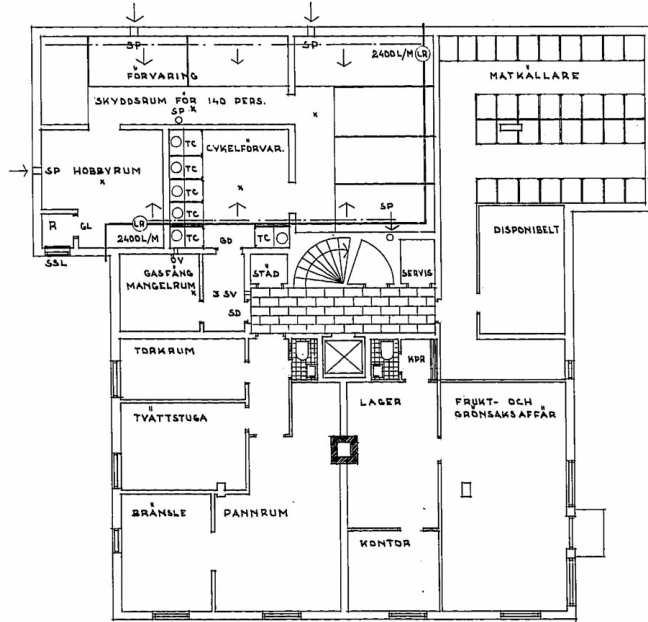 SP
SP
2400L/M LR
FÖRVARING
MATKÄLLARE
SKYDDSRUM FÖR 140 PERS.
SP
TC
CYKELFÖRVAR.
SP HOBBYRUM
TC
TC
TC
R GL
LR
2400L/M
SP
DISPONIBELT
GD
TC
SSL
ÖV
GASFÅNG
MANGELRUM
STÄD
SERVIS
3 SV
SD
TORKRUM
KPR
LAGER
FRUKT- OCH
GRÖNSAKSAFFÄR
TVÄTTSTUGA
BRÄNSLE
PANNRUM
KONTOR